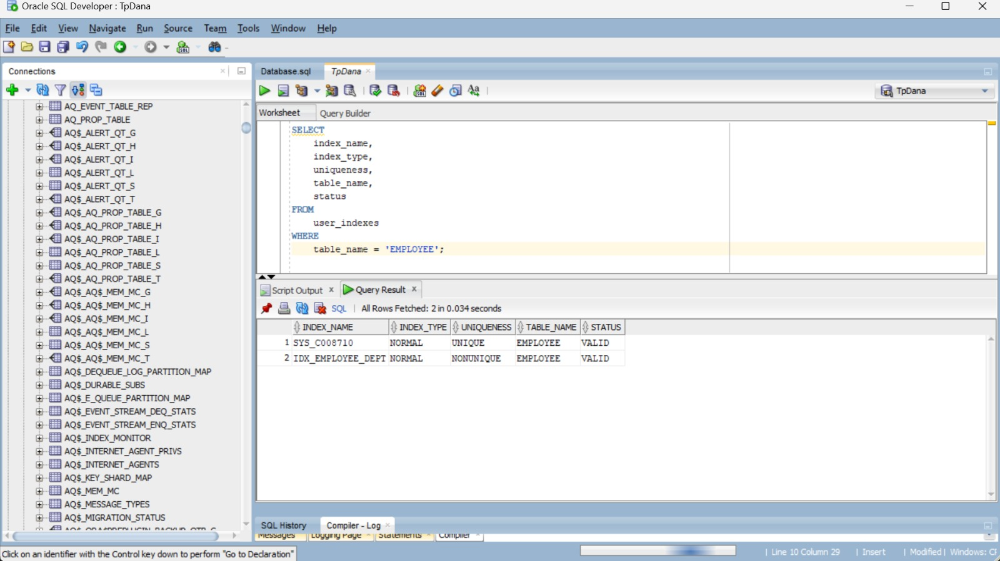 Oracle SQL Developer : TpDana
File Edit View Navigate Run Source Team Tools Window Help
Connections
AQ_EVENT_TABLE_REP
AQ_PROP_TABLE
AQ$_ALERT_QT_G
AQ$_ALERT_QT_H
AQ$_ALERT_QT_I
AQ$_ALERT_QT_L
AQ$_ALERT_QT_S
AQ$_ALERT_QT_T
AQ$_AQ_PROP_TABLE_G
AQ$_AQ_PROP_TABLE_H
AQ$_AQ_PROP_TABLE_I
AQ$_AQ_PROP_TABLE_L
AQ$_AQ_PROP_TABLE_S
AQ$_AQ_PROP_TABLE_T
AQ$_AQ$_MEM_MC_G
AQ$_AQ$_MEM_MC_H
AQ$_AQ$_MEM_MC_I
AQ$_AQ$_MEM_MC_L
AQ$_AQ$_MEM_MC_S
AQ$_AQ$_MEM_MC_T
AQ$_DEQUEUE_LOG_PARTITION_MAP
AQ$_DURABLE_SUBS
AQ$_E_QUEUE_PARTITION_MAP
AQ$_EVENT_STREAM_DEQ_STATS
AQ$_EVENT_STREAM_ENQ_STATS
AQ$_INDEX_MONITOR
AQ$_INTERNET_AGENT_PRIVS
AQ$_INTERNET_AGENTS
AQ$_KEY_SHARD_MAP
AQ$_MEM_MC
AQ$_MESSAGE_TYPES
AQ$_MIGRATION_STATUS
Database.sql TpDana
TpDana
Worksheet Query Builder
SELECT
index_name,
index_type,
uniqueness,
table_name,
status
FROM
user_indexes
WHERE
table_name = 'EMPLOYEE';
Script Output x Query Result x
SQL | All Rows Fetched: 2 in 0.034 seconds
INDEX_NAME INDEX_TYPE UNIQUENESS TABLE_NAME STATUS
1 SYS_C008710 NORMAL UNIQUE EMPLOYEE VALID
2 IDX_EMPLOYEE_DEPT NORMAL NONUNIQUE EMPLOYEE VALID
SQL History Compiler - Log
Messages Logging Page Statements Compiler
Click on an identifier with the Control key down to perform "Go to Declaration"
| Line 10 Column 29 | Insert | Modified | Windows: